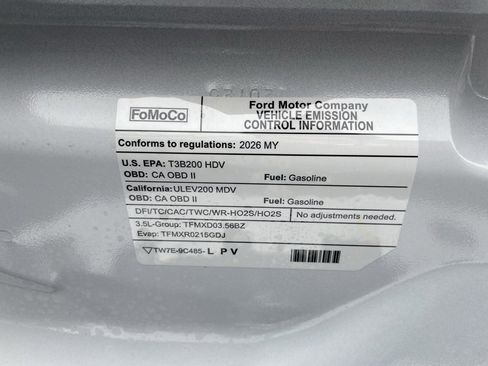 FoMoCo
Ford Motor Company
VEHICLE EMISSION
CONTROL INFORMATION
Conforms to regulations: 2026 MY
U.S. EPA: T3B200 HDV
OBD: CA OBD II Fuel: Gasoline
California: ULEV200 MDV
OBD: CA OBD II Fuel: Gasoline
DFI/TC/CAC/TWC/WR-HO2S/HO2S No adjustments needed.
3.5L-Group: TFMXD03.56BZ
Evap: TFMXR0215GDJ
TW7E-9C485-L P V